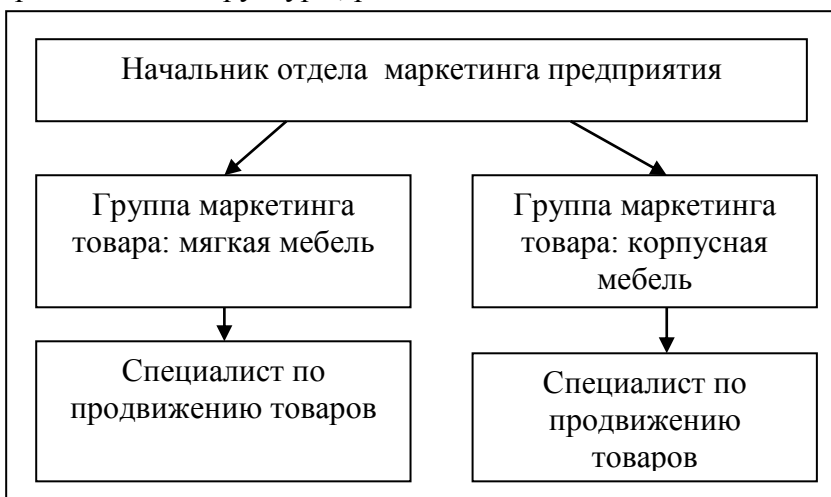 Начальник отдела маркетинга предприятия
Группа маркетинга
товара: мягкая мебель
Группа маркетинга
товара: корпусная
мебель
Специалист по
продвижению товаров
Специалист по
продвижению
товаров